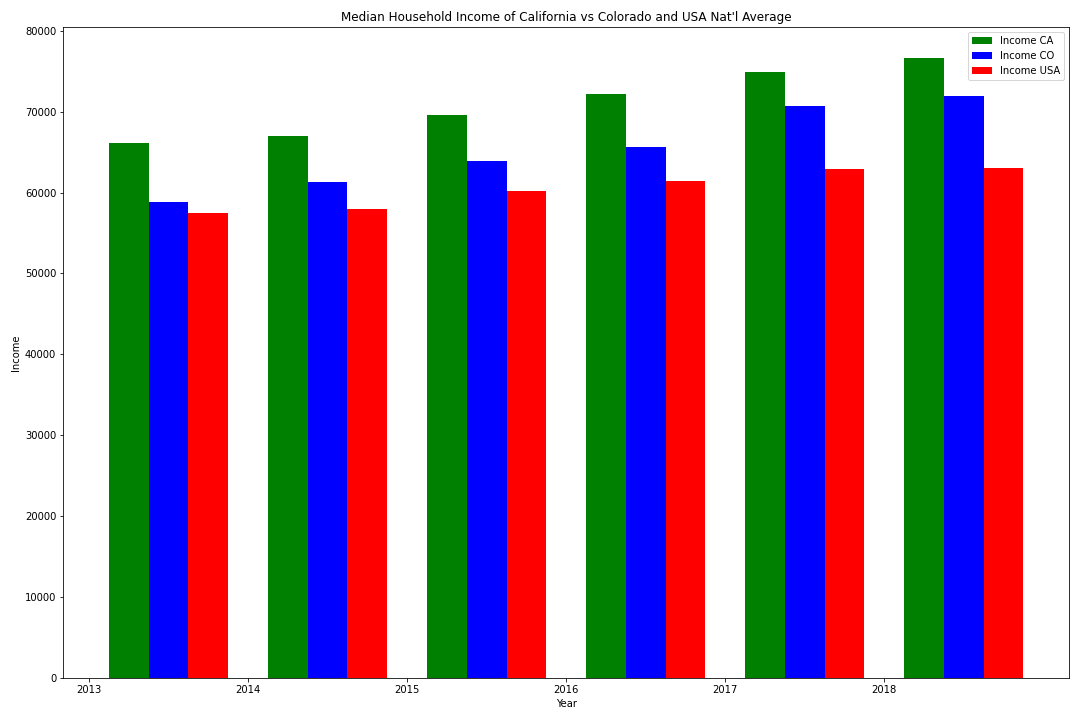 Median Household Income of California vs Colorado and USA Nat'l Average
Income CA
Income CO
Income USA
80000
70000
60000
50000
40000
30000
20000
10000
0
Income
2013 2014 2015 2016 2017 2018
Year